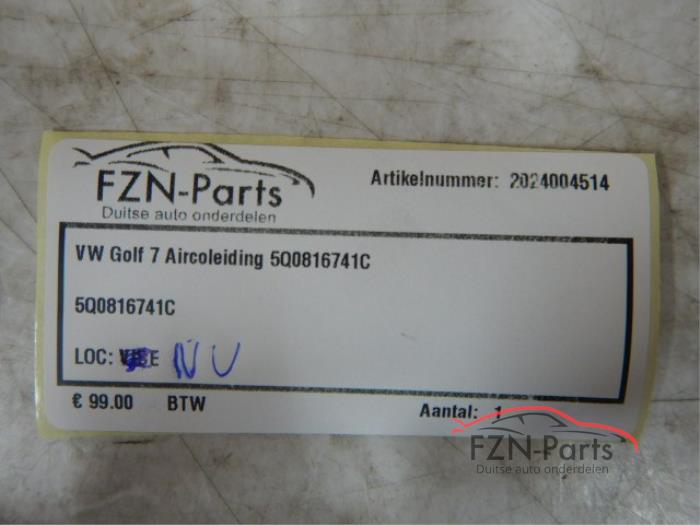 FZN-Parts
Duitse auto onderdelen
Artikelnummer: 2024004514
VW Golf 7 Aircoleiding 5Q0816741C
5Q0816741C
LOC: NU
€ 99.00 BTW
Aantal: 1
FZN-Parts
Duitse auto onderdelen